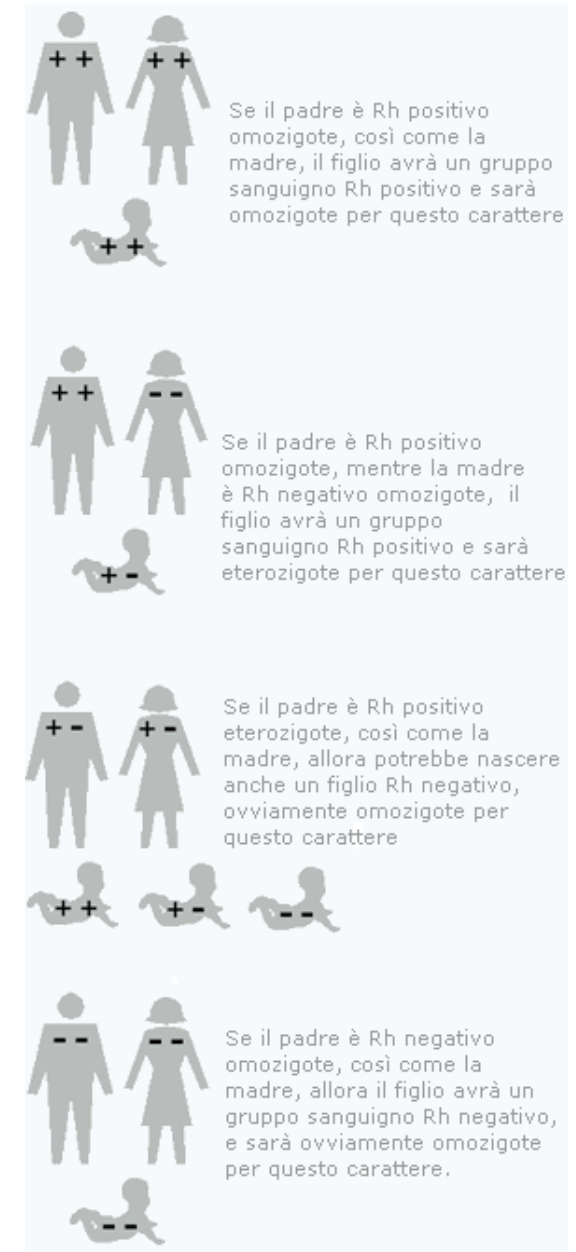 + + + +
Se il padre è Rh positivo
omozigote, così come la
madre, il figlio avrà un gruppo
sanguigno Rh positivo e sarà
omozigote per questo carattere
+ +
+ + - -
Se il padre è Rh positivo
omozigote, mentre la madre
è Rh negativo omozigote, il
figlio avrà un gruppo
sanguigno Rh positivo e sarà
eterozigote per questo carattere
+ -
+ - + -
Se il padre è Rh positivo
eterozigote, così come la
madre, allora potrebbe nascere
anche un figlio Rh negativo,
ovviamente omozigote per
questo carattere
+ + + - - -
- - - -
Se il padre è Rh negativo
omozigote, così come la
madre, allora il figlio avrà un
gruppo sanguigno Rh negativo,
e sarà ovviamente omozigote
per questo carattere.
- -